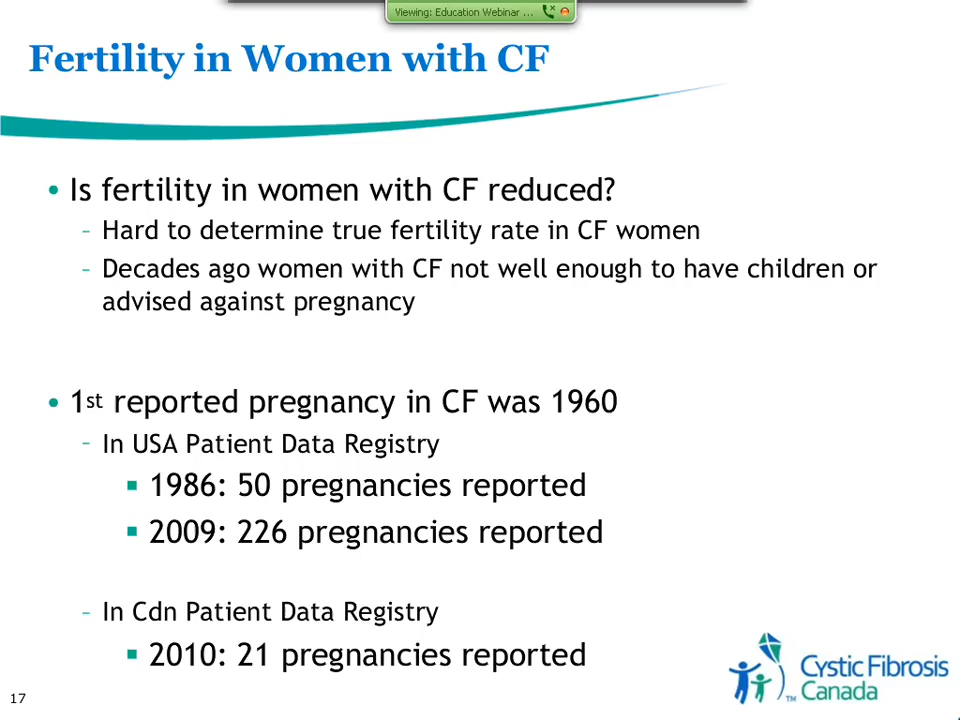 Viewing: Education Webinar ...
Fertility in Women with CF
• Is fertility in women with CF reduced?
– Hard to determine true fertility rate in CF women
– Decades ago women with CF not well enough to have children or
advised against pregnancy
• 1st reported pregnancy in CF was 1960
– In USA Patient Data Registry
▪ 1986: 50 pregnancies reported
▪ 2009: 226 pregnancies reported
– In Cdn Patient Data Registry
▪ 2010: 21 pregnancies reported
Cystic Fibrosis
™ Canada
17